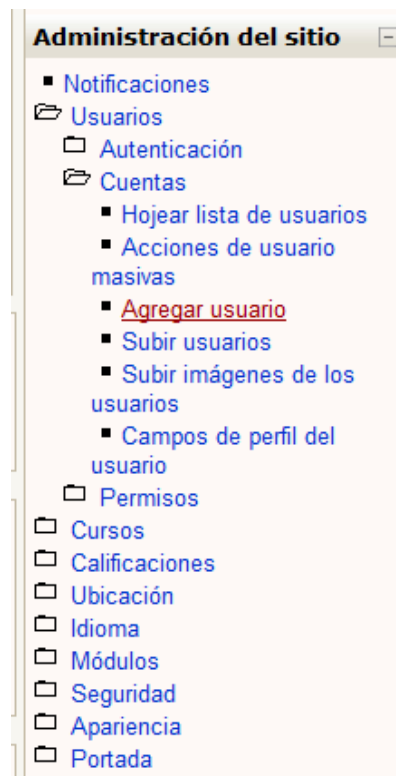 Administración del sitio
Notificaciones
Usuarios
Autenticación
Cuentas
Hojear lista de usuarios
Acciones de usuario
masivas
Agregar usuario
Subir usuarios
Subir imágenes de los
usuarios
Campos de perfil del
usuario
Permisos
Cursos
Calificaciones
Ubicación
Idioma
Módulos
Seguridad
Apariencia
Portada